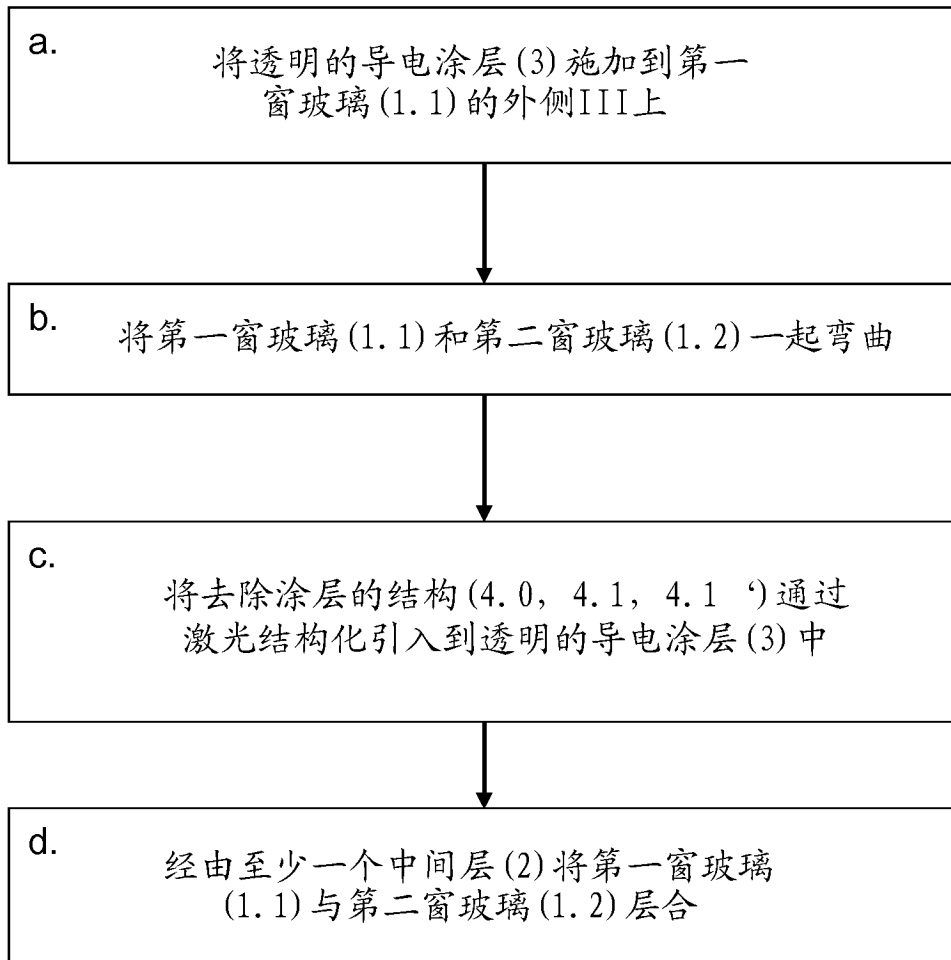 a.
将透明的导电涂层(3)施加到第一
窗玻璃(1.1)的外侧III上
b.
将第一窗玻璃(1.1)和第二窗玻璃(1.2)一起弯曲
c.
将去除涂层的结构(4.0, 4.1, 4.1 ‘)通过
激光结构化引入到透明的导电涂层(3)中
d.
经由至少一个中间层(2)将第一窗玻璃
(1.1)与第二窗玻璃(1.2)层合